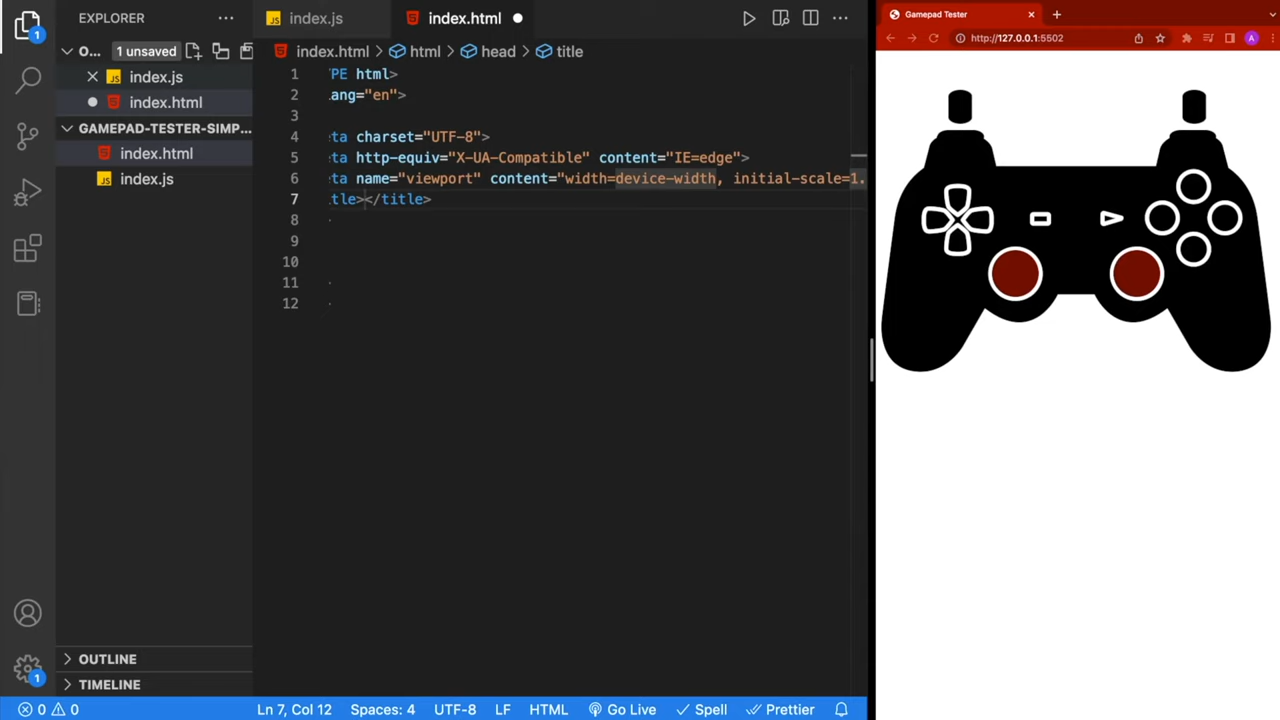 EXPLORER
O... 1 unsaved
index.js
index.html
GAMEPAD-TESTER-SIMP...
index.html
index.js
OUTLINE
TIMELINE
1
1
index.js
index.html
index.html > html > head > title
1 PE html>
2 ang="en">
3
4 ta charset="UTF-8">
5 ta http-equiv="X-UA-Compatible" content="IE=edge">
6 ta name="viewport" content="width=device-width, initial-scale=1.
7 tle></title>
8
9
10
11
12
0 0 Ln 7, Col 12 Spaces: 4 UTF-8 LF HTML Go Live Spell Prettier
Gamepad Tester
http://127.0.0.1:5502
A